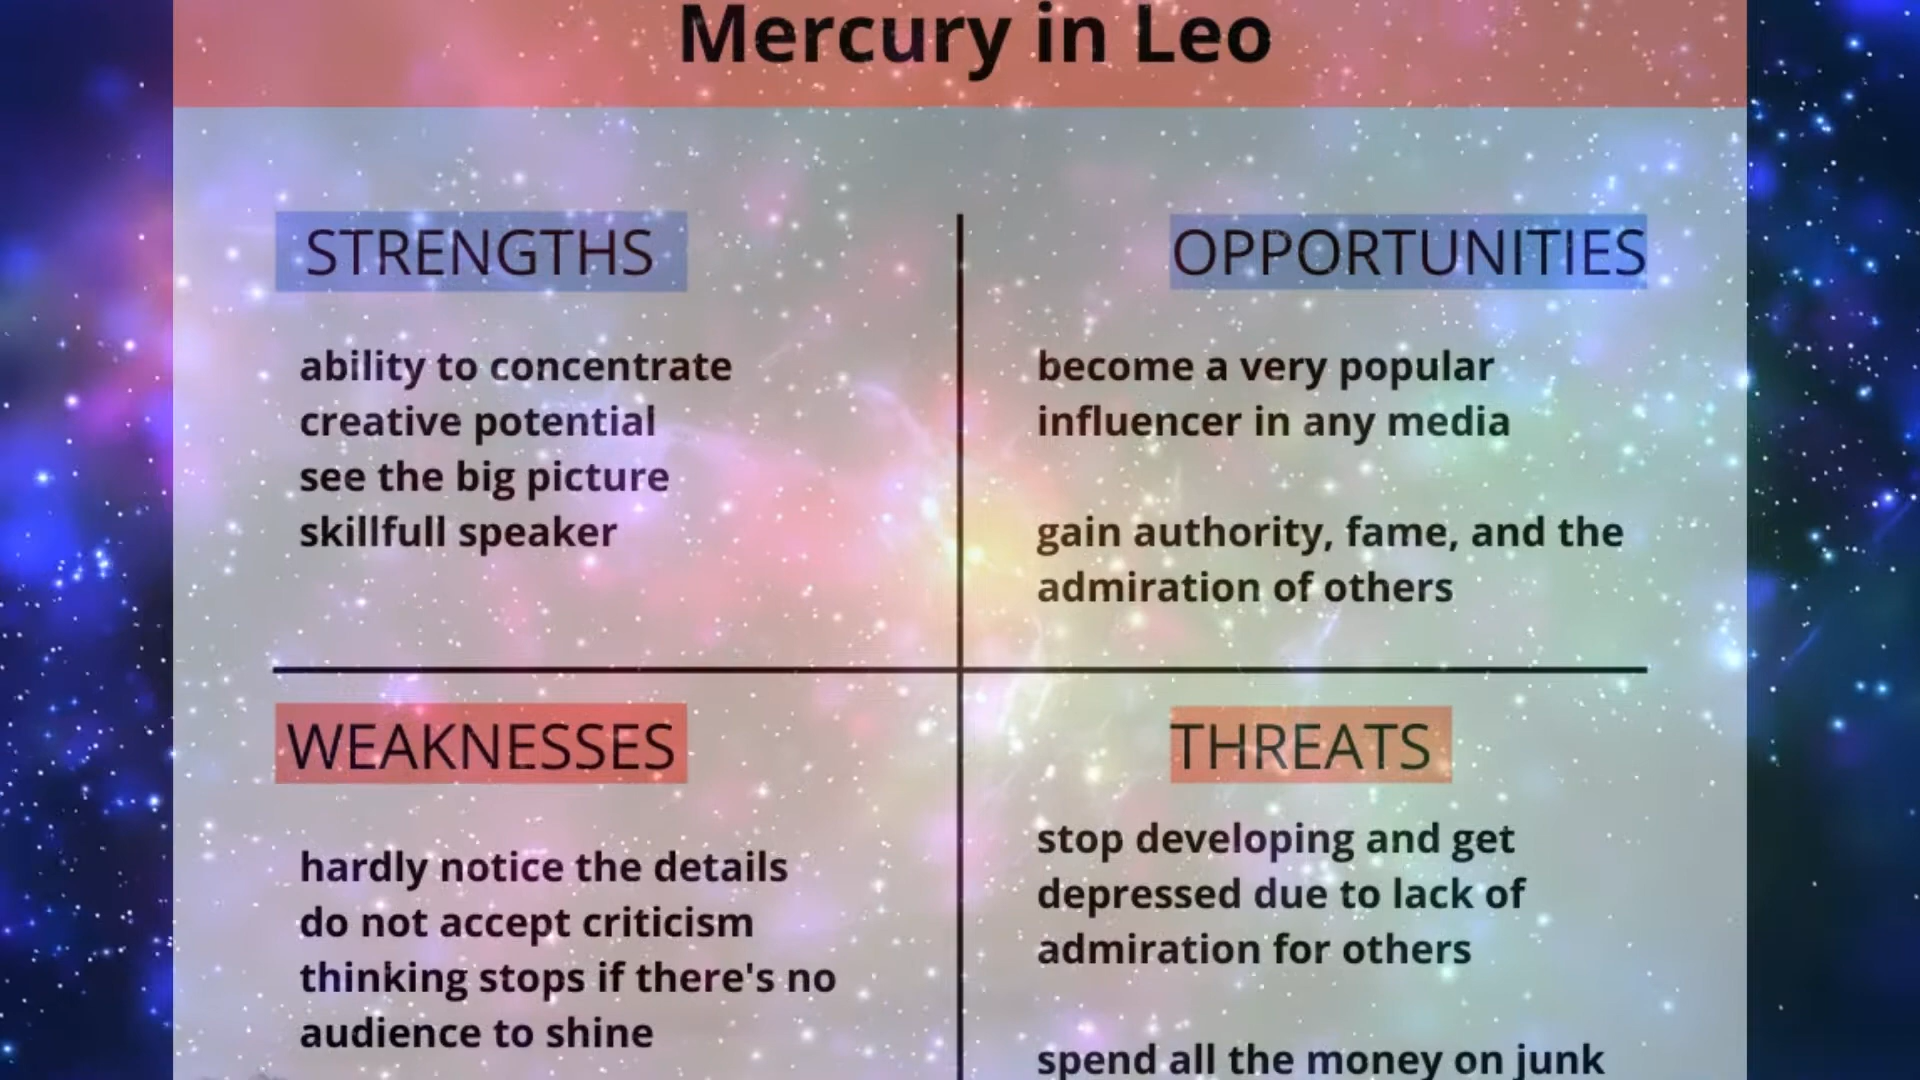 Mercury in Leo
STRENGTHS
ability to concentrate
creative potential
see the big picture
skillfull speaker
OPPORTUNITIES
become a very popular
influencer in any media
gain authority, fame, and the
admiration of others
WEAKNESSES
hardly notice the details
do not accept criticism
thinking stops if there's no
audience to shine
THREATS
stop developing and get
depressed due to lack of
admiration for others
spend all the money on junk